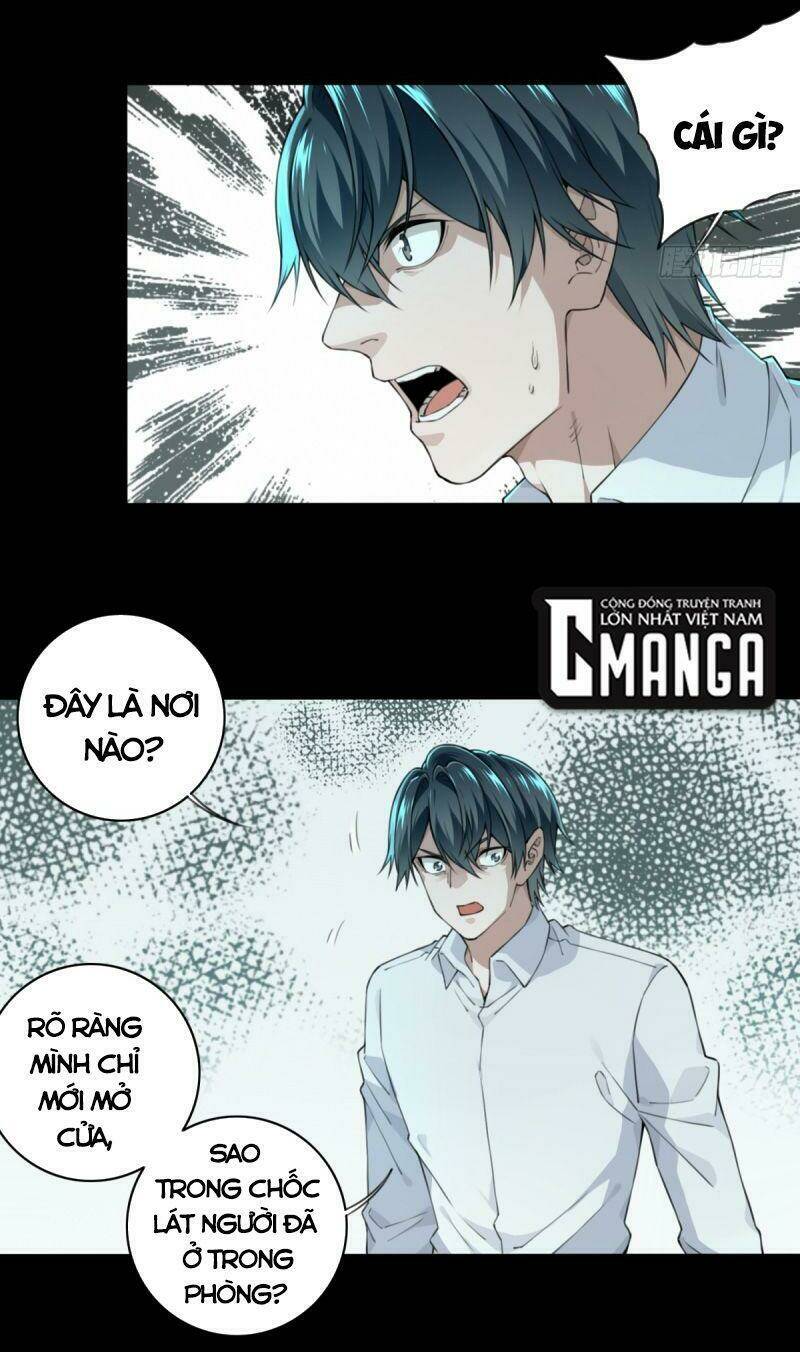 CÁI GÌ?
CỘNG ĐỒNG TRUYỆN TRANH
LỚN NHẤT VIỆT NAM
CMANGA
ĐÂY LÀ NƠI
NÀO?
RÕ RÀNG
MÌNH CHỈ
MỚI MỞ
CỬA,
SAO
TRONG CHỐC
LÁT NGƯỜI ĐÃ
Ở TRONG
PHÒNG?